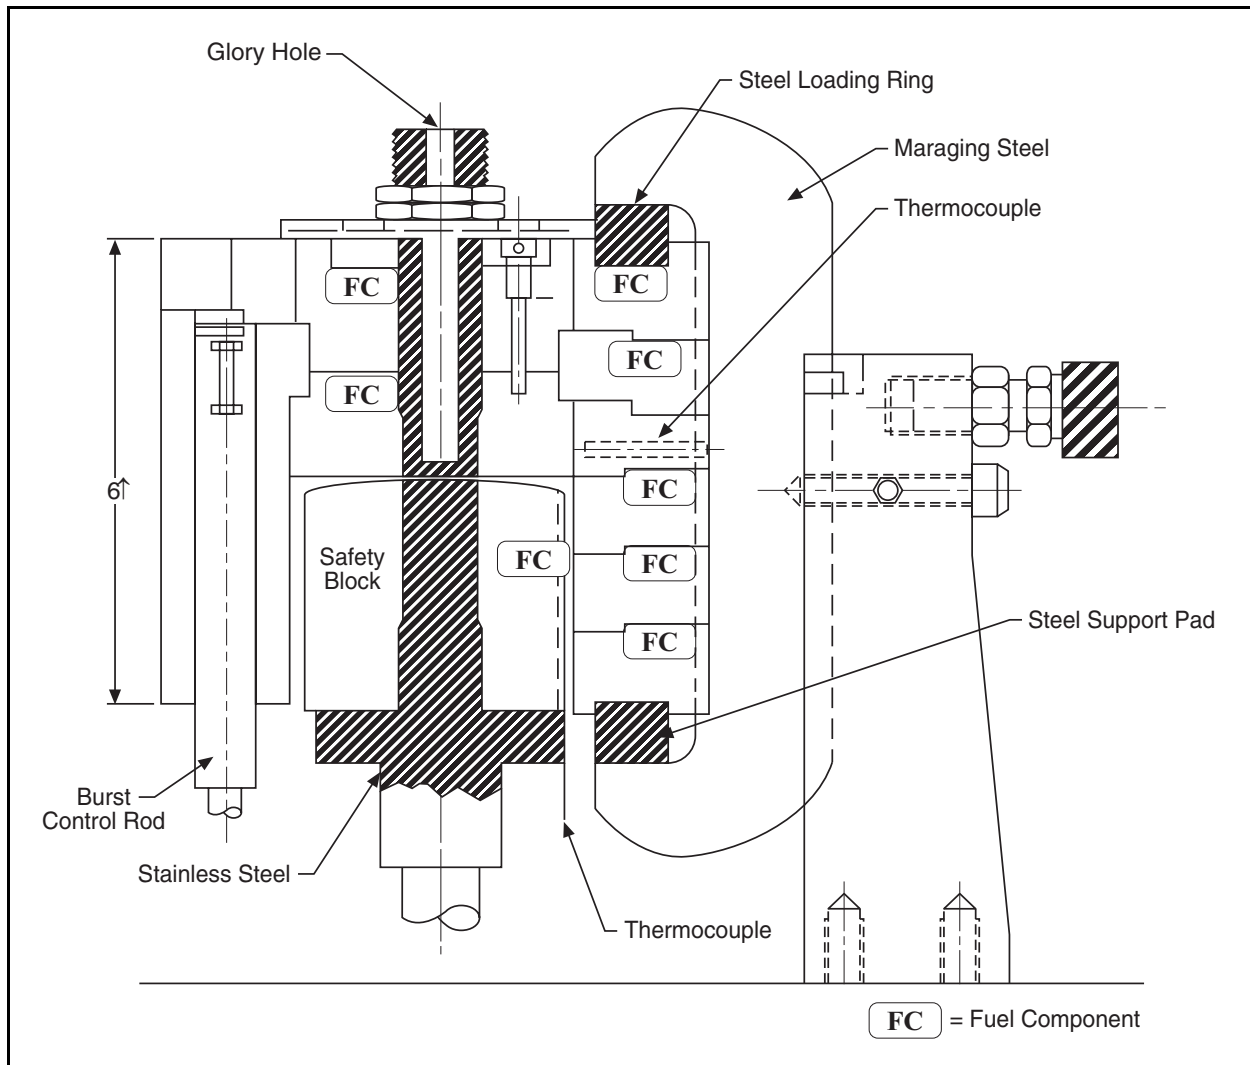 Glory Hole
Steel Loading Ring
Maraging Steel
Thermocouple
FC
FC
FC
FC
6↑
FC
Safety
Block
FC
FC
FC
Steel Support Pad
Burst
Control Rod
Stainless Steel
Thermocouple
FC = Fuel Component